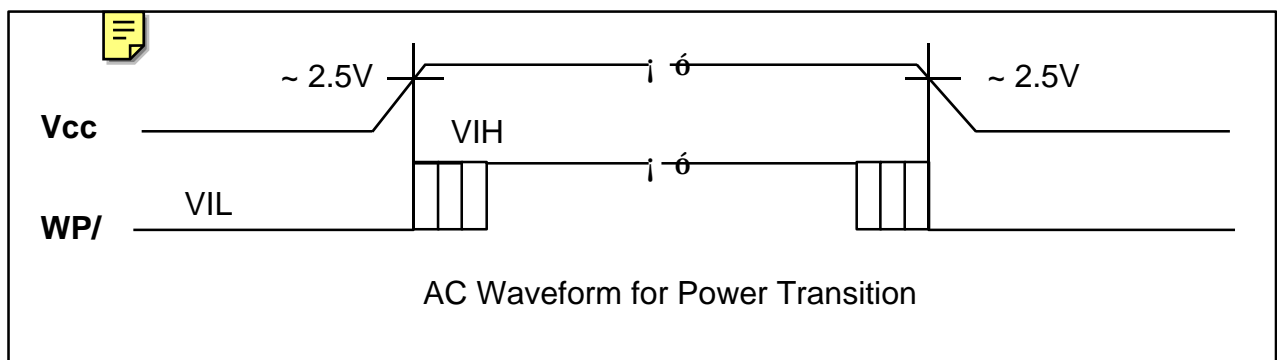 ~ 2.5V
¡ ó
~ 2.5V
Vcc
VIH
¡ ó
VIL
WP/
AC Waveform for Power Transition